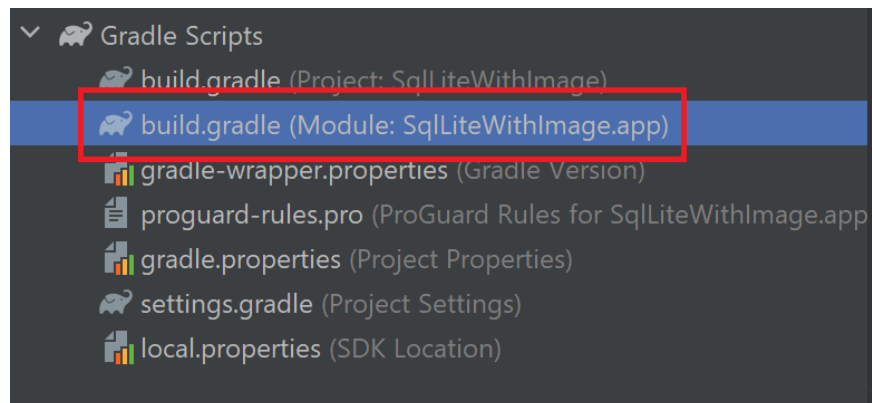 Gradle Scripts
build.gradle (Project: SqlLiteWithImage)
build.gradle (Module: SqlLiteWithImage.app)
gradle-wrapper.properties (Gradle Version)
proguard-rules.pro (ProGuard Rules for SqlLiteWithImage.app
gradle.properties (Project Properties)
settings.gradle (Project Settings)
local.properties (SDK Location)